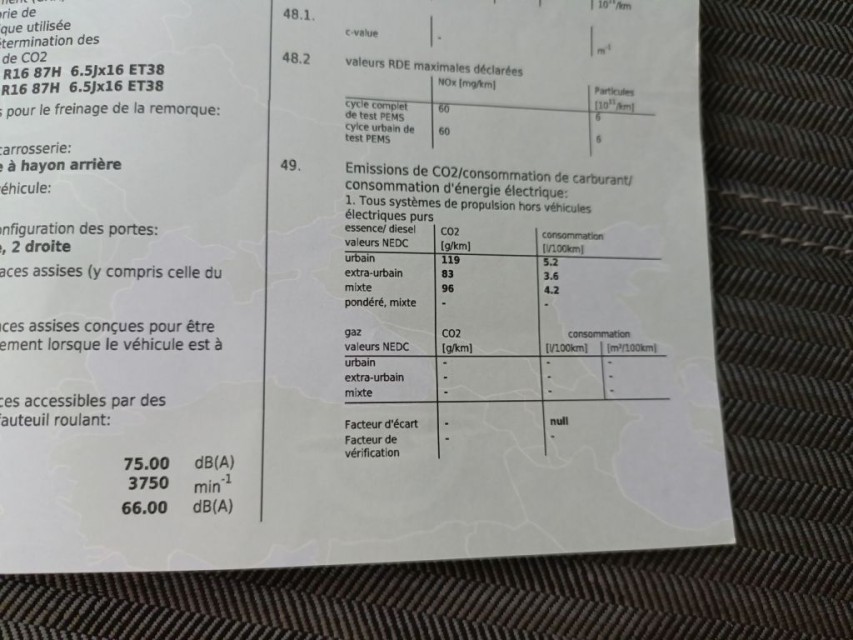 rie de
que utilisée
termination des
de CO2
R16 87H 6.5Jx16 ET38
R16 87H 6.5Jx16 ET38
pour le freinage de la remorque:
carrosserie:
e à hayon arrière
éhicule:
onfiguration des portes:
, 2 droite
aces assises (y compris celle du
ces assises conçues pour être
ement lorsque le véhicule est à
ces accessibles par des
auteuil roulant:
75.00 dB(A)
3750 min⁻¹
66.00 dB(A)
48.1.
c-value - m⁻¹
48.2 valeurs RDE maximales déclarées
NOx [mg/km] Particules
[10¹¹/km]
cycle complet 60 6
de test PEMS
cylce urbain de 60 6
test PEMS
49. Emissions de CO2/consommation de carburant/
consommation d'énergie électrique:
1. Tous systèmes de propulsion hors véhicules
électriques purs
essence/ diesel CO2 consommation
valeurs NEDC [g/km] [l/100km]
urbain 119 5.2
extra-urbain 83 3.6
mixte 96 4.2
pondéré, mixte - -
gaz CO2 consommation
valeurs NEDC [g/km] [l/100km] [m³/100km]
urbain - - -
extra-urbain - - -
mixte - - -
Facteur d'écart - null
Facteur de - -
vérification